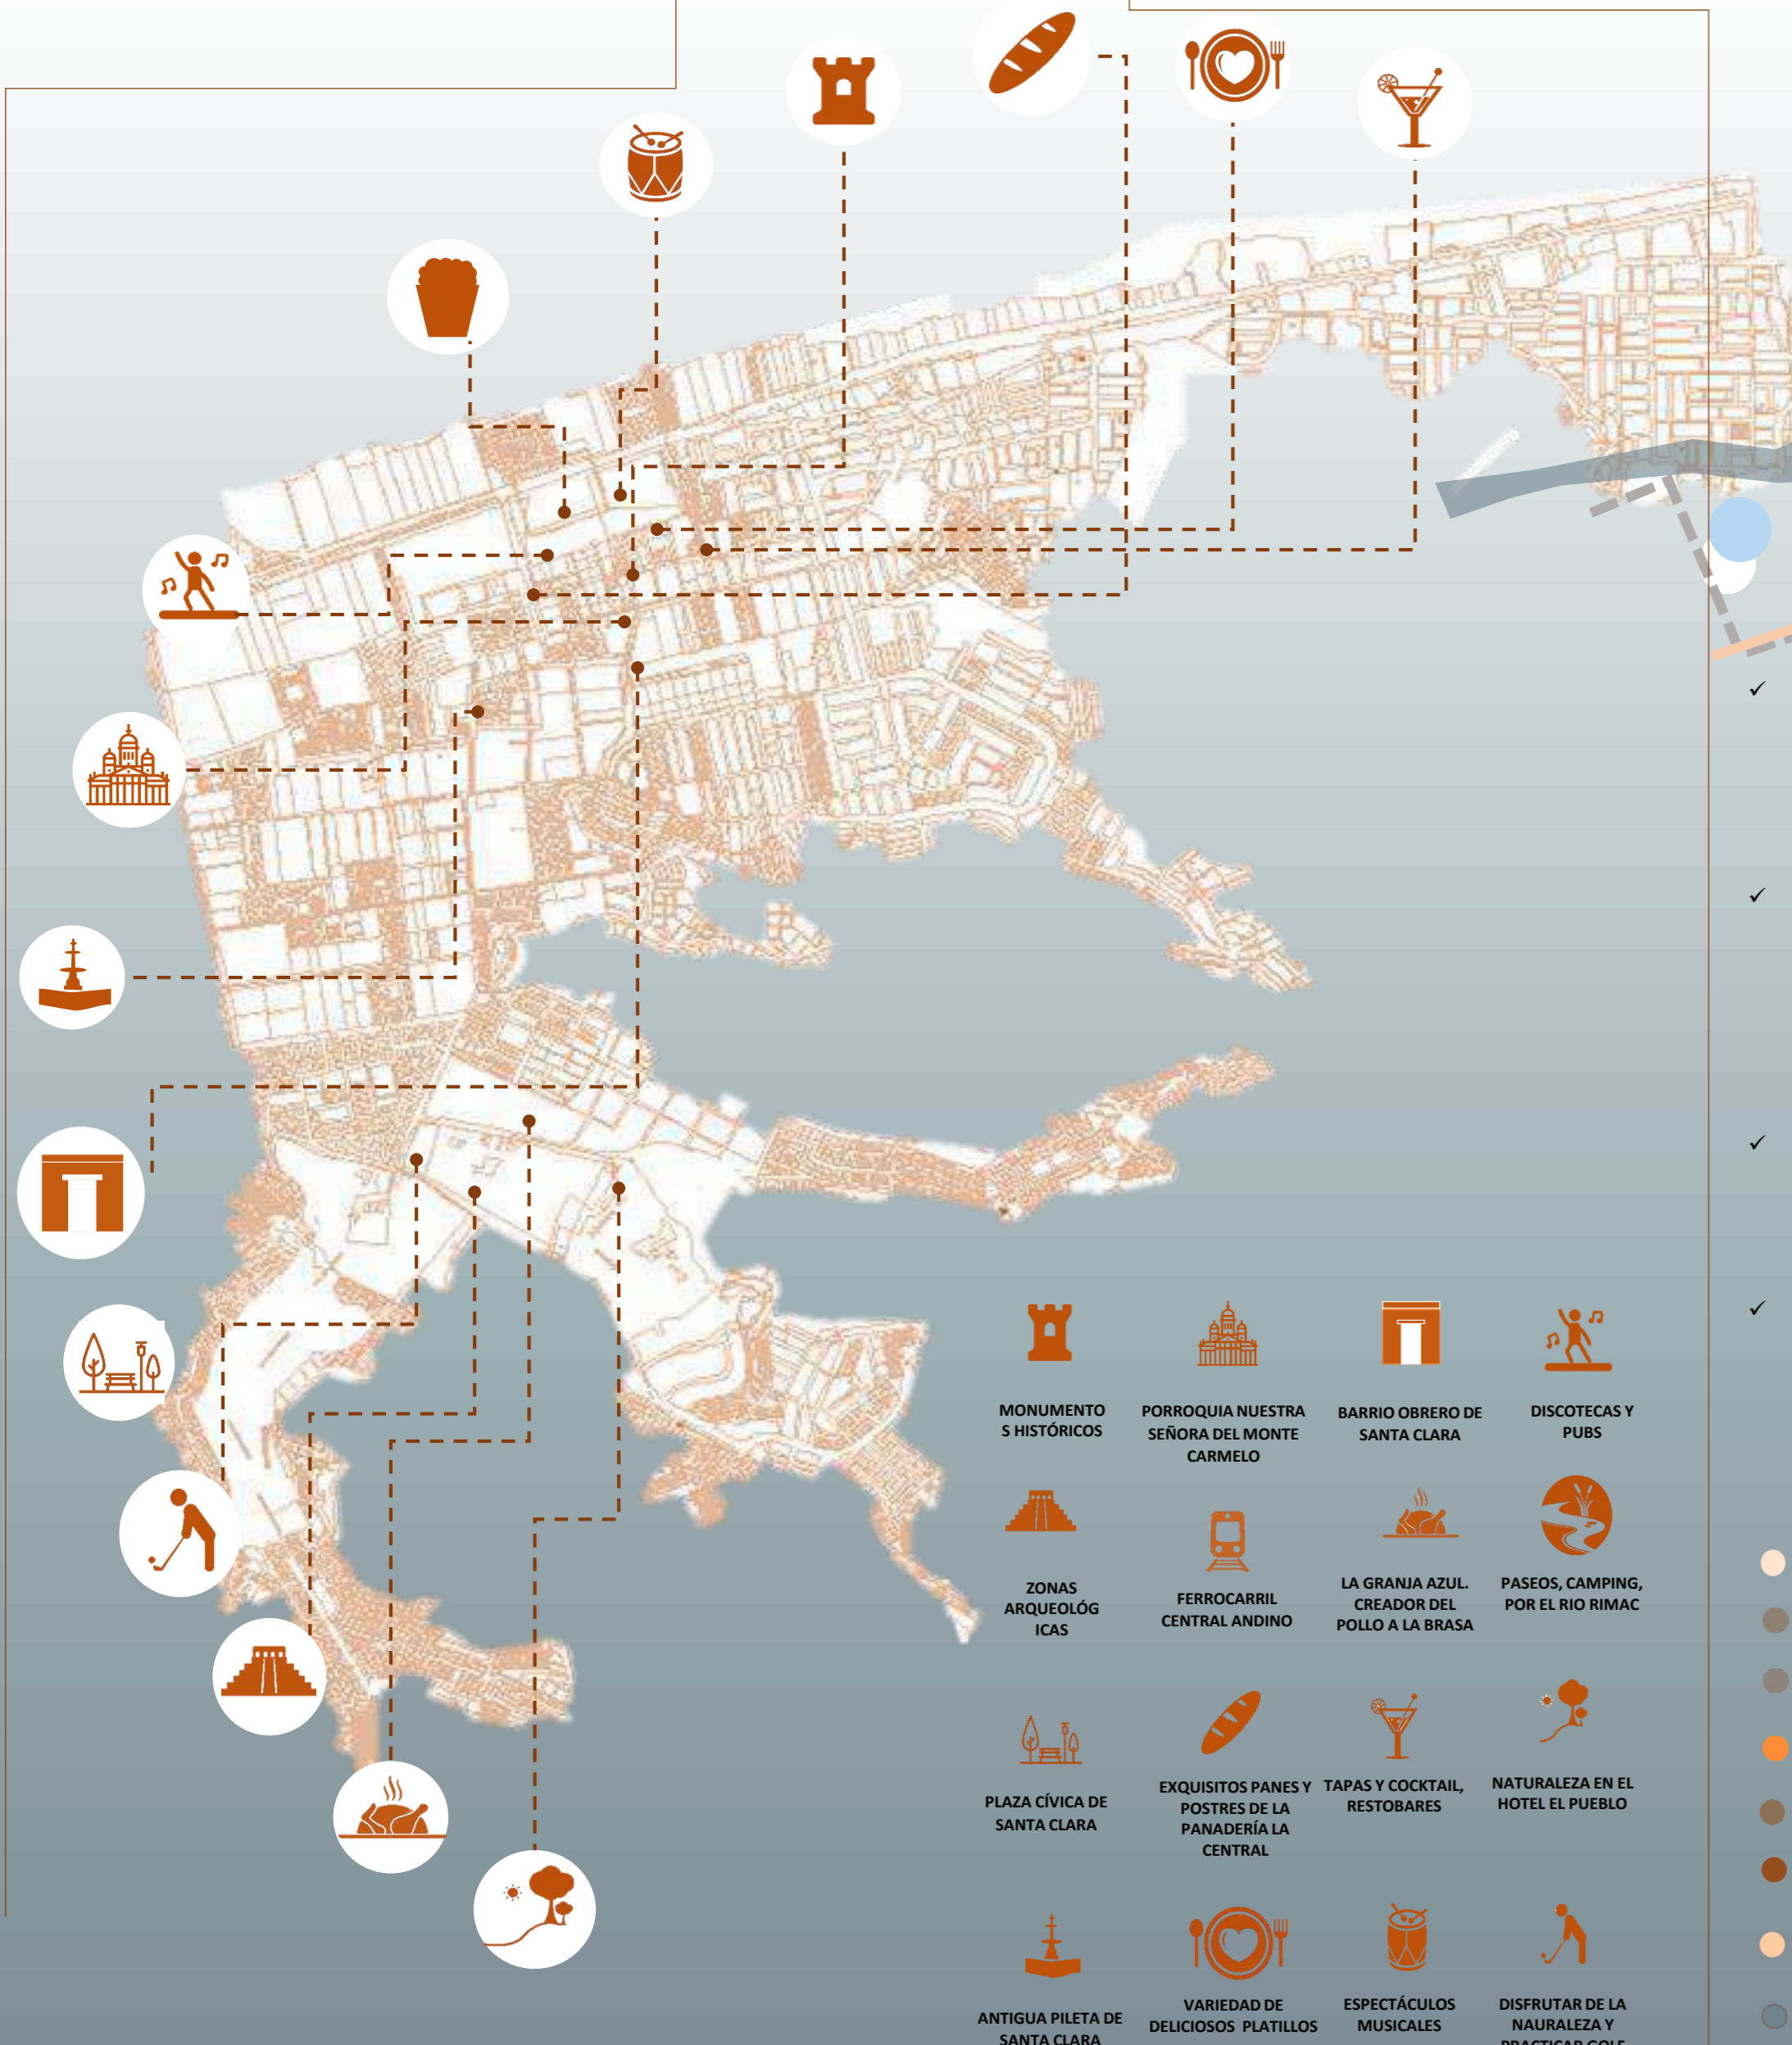 MONUMENTO
S HISTÓRICOS
PORROQUIA NUESTRA
SEÑORA DEL MONTE
CARMELO
BARRIO OBRERO DE
SANTA CLARA
DISCOTECAS Y
PUBS
ZONAS
ARQUEOLÓG
ICAS
FERROCARRIL
CENTRAL ANDINO
LA GRANJA AZUL.
CREADOR DEL
POLLO A LA BRASA
PASEOS, CAMPING,
POR EL RIO RIMAC
PLAZA CÍVICA DE
SANTA CLARA
EXQUISITOS PANES Y
POSTRES DE LA
PANADERÍA LA
CENTRAL
TAPAS Y COCKTAIL,
RESTOBARES
NATURALEZA EN EL
HOTEL EL PUEBLO
ANTIGUA PILETA DE
SANTA CLARA
VARIEDAD DE
DELICIOSOS PLATILLOS
ESPECTÁCULOS
MUSICALES
DISFRUTAR DE LA
NAURALEZA Y
PRACTICAR GOLF